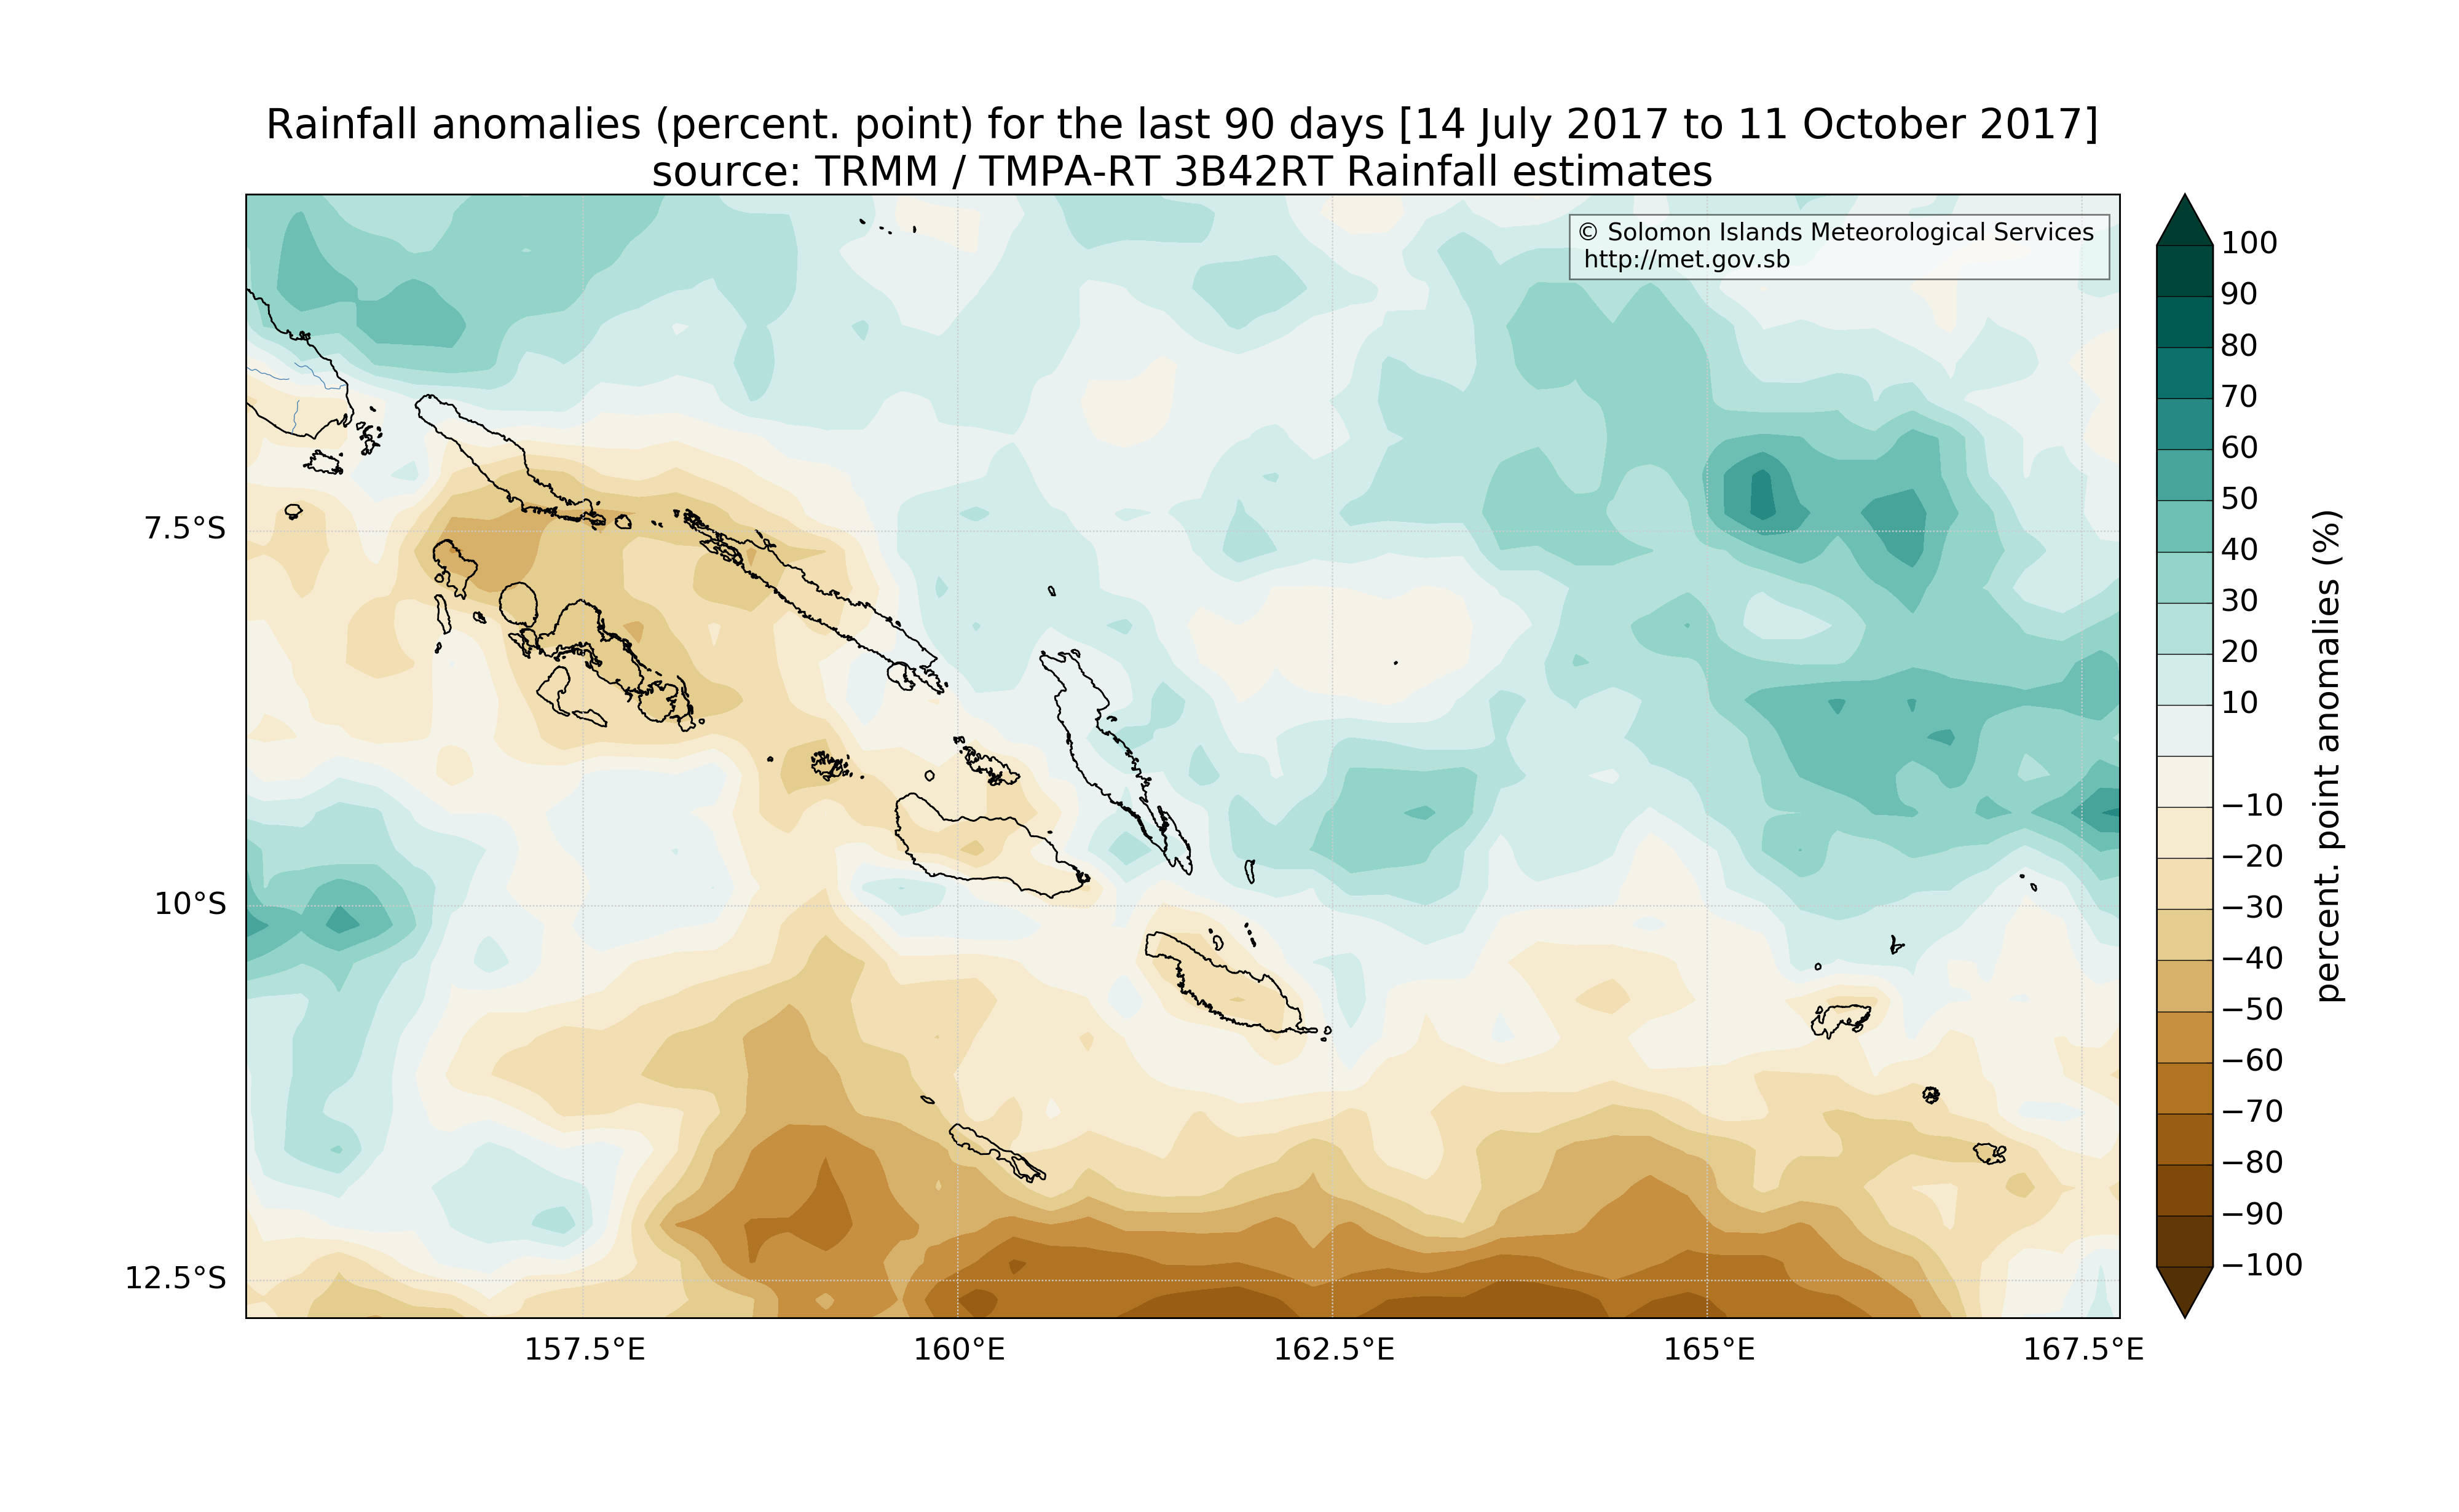 Rainfall anomalies (percent. point) for the last 90 days [14 July 2017 to 11 October 2017]
source: TRMM / TMPA-RT 3B42RT Rainfall estimates
© Solomon Islands Meteorological Services
http://met.gov.sb
7.5°S
10°S
12.5°S
157.5°E
160°E
162.5°E
165°E
167.5°E
100
90
80
70
60
50
40
30
20
10
−10
−20
−30
−40
−50
−60
−70
−80
−90
−100
percent. point anomalies (%)